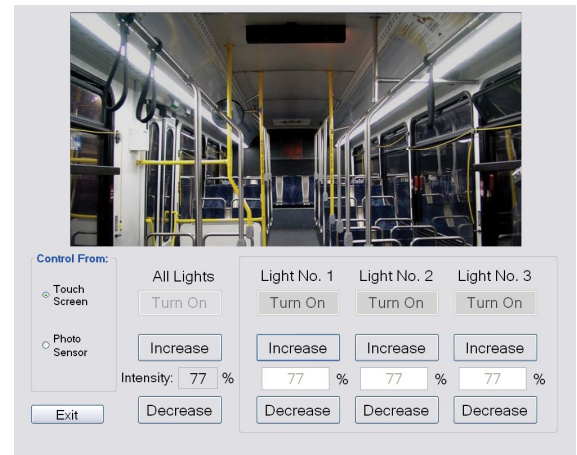 Control From:
Touch
Screen
Photo
Sensor
Exit
All Lights
Turn On
Increase
Intensity: 77 %
Decrease
Light No. 1 Light No. 2 Light No. 3
Turn On Turn On Turn On
Increase Increase Increase
77 % 77 % 77 %
Decrease Decrease Decrease